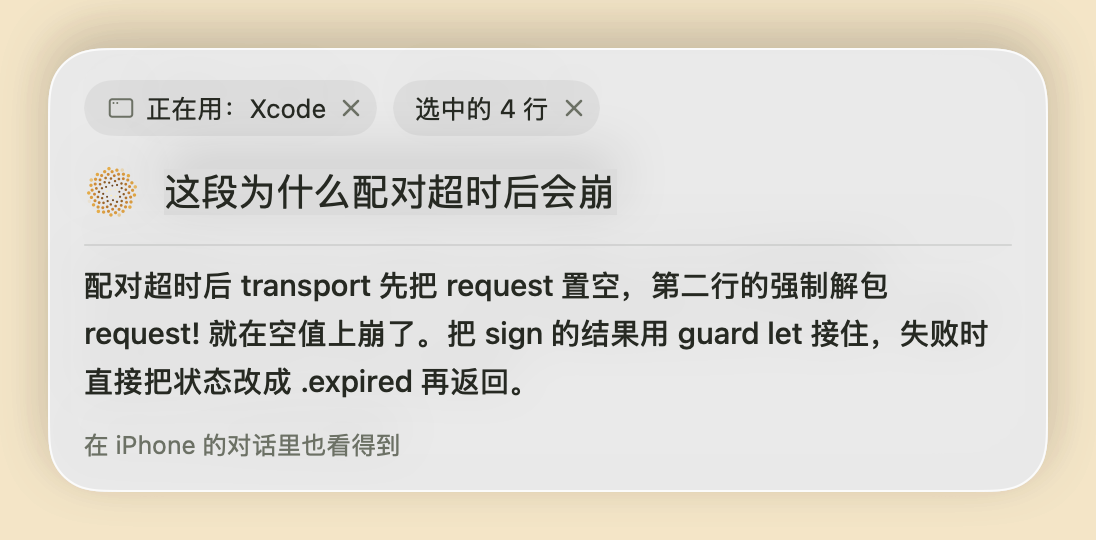 正在用：Xcode
选中的 4 行
这段为什么配对超时后会崩
配对超时后 transport 先把 request 置空，第二行的强制解包
request! 就在空值上崩了。把 sign 的结果用 guard let 接住，失败时
直接把状态改成 .expired 再返回。
在 iPhone 的对话里也看得到